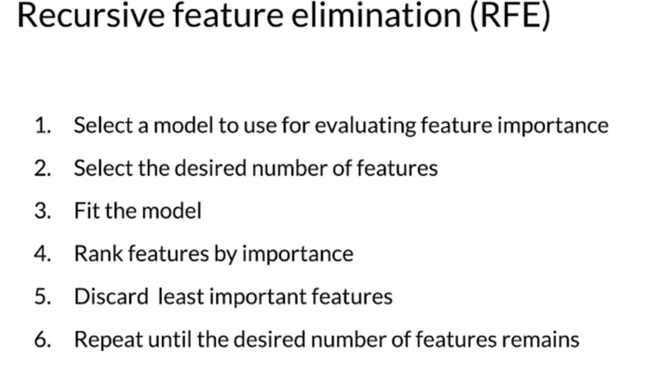 Recursive feature elimination (RFE)
1. Select a model to use for evaluating feature importance
2. Select the desired number of features
3. Fit the model
4. Rank features by importance
5. Discard least important features
6. Repeat until the desired number of features remains